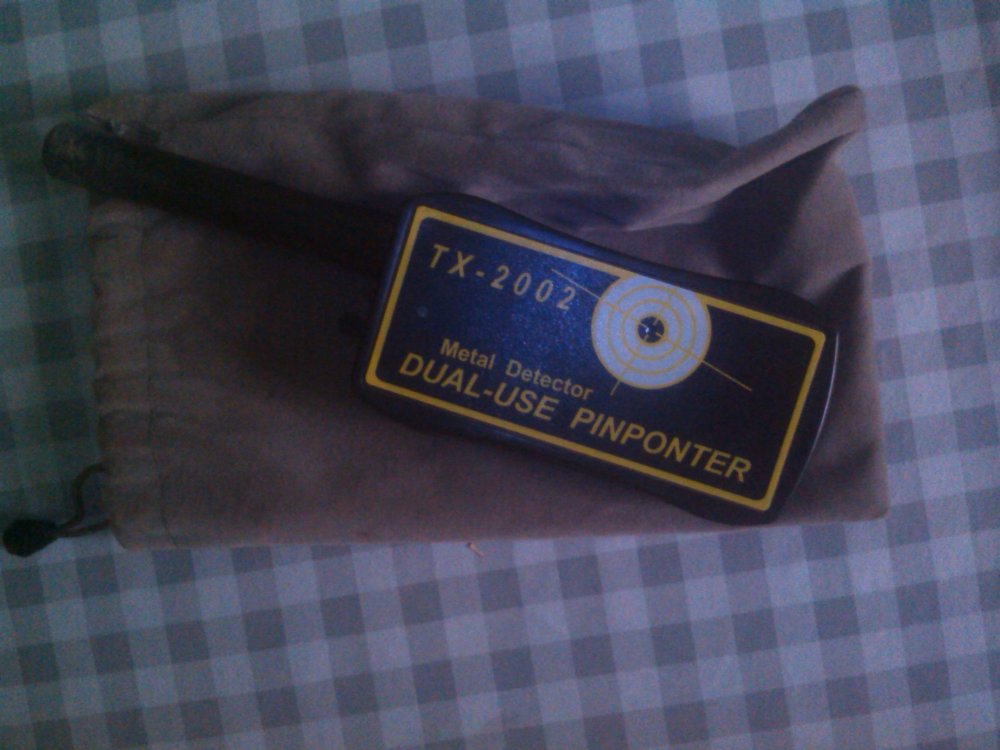 TX-2002
Metal Detector
DUAL-USE PINPONTER